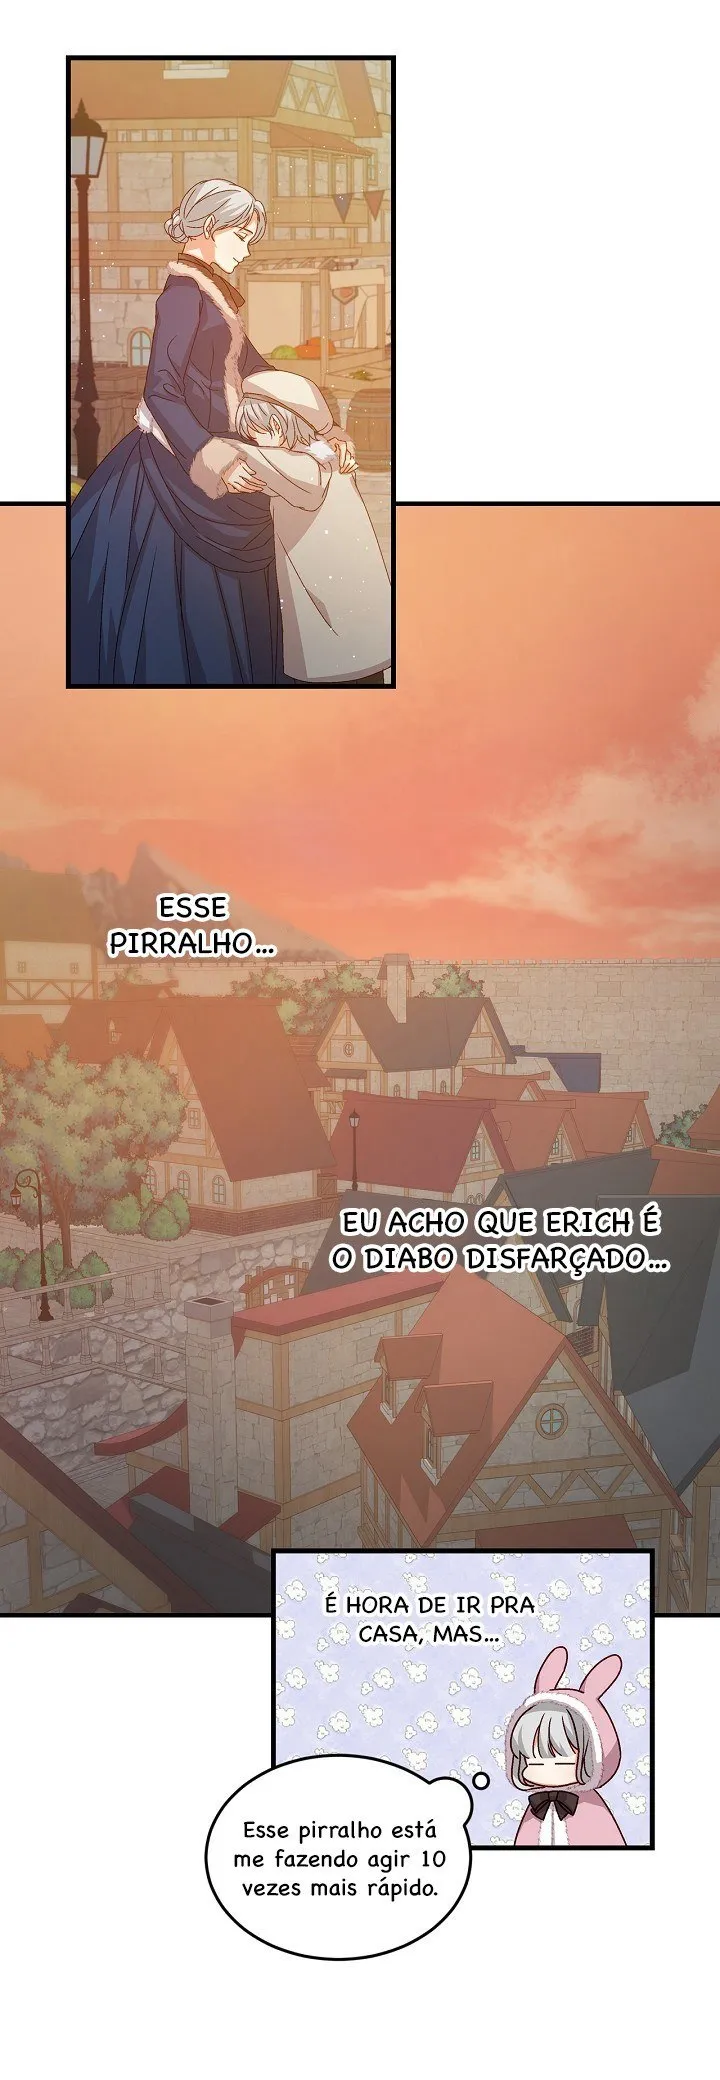 ESSE
PIRRALHO...
EU ACHO QUE ERICH É
O DIABO DISFARÇADO...
É HORA DE IR PRA
CASA, MAS...
Esse pirralho está
me fazendo agir 10
vezes mais rápido.